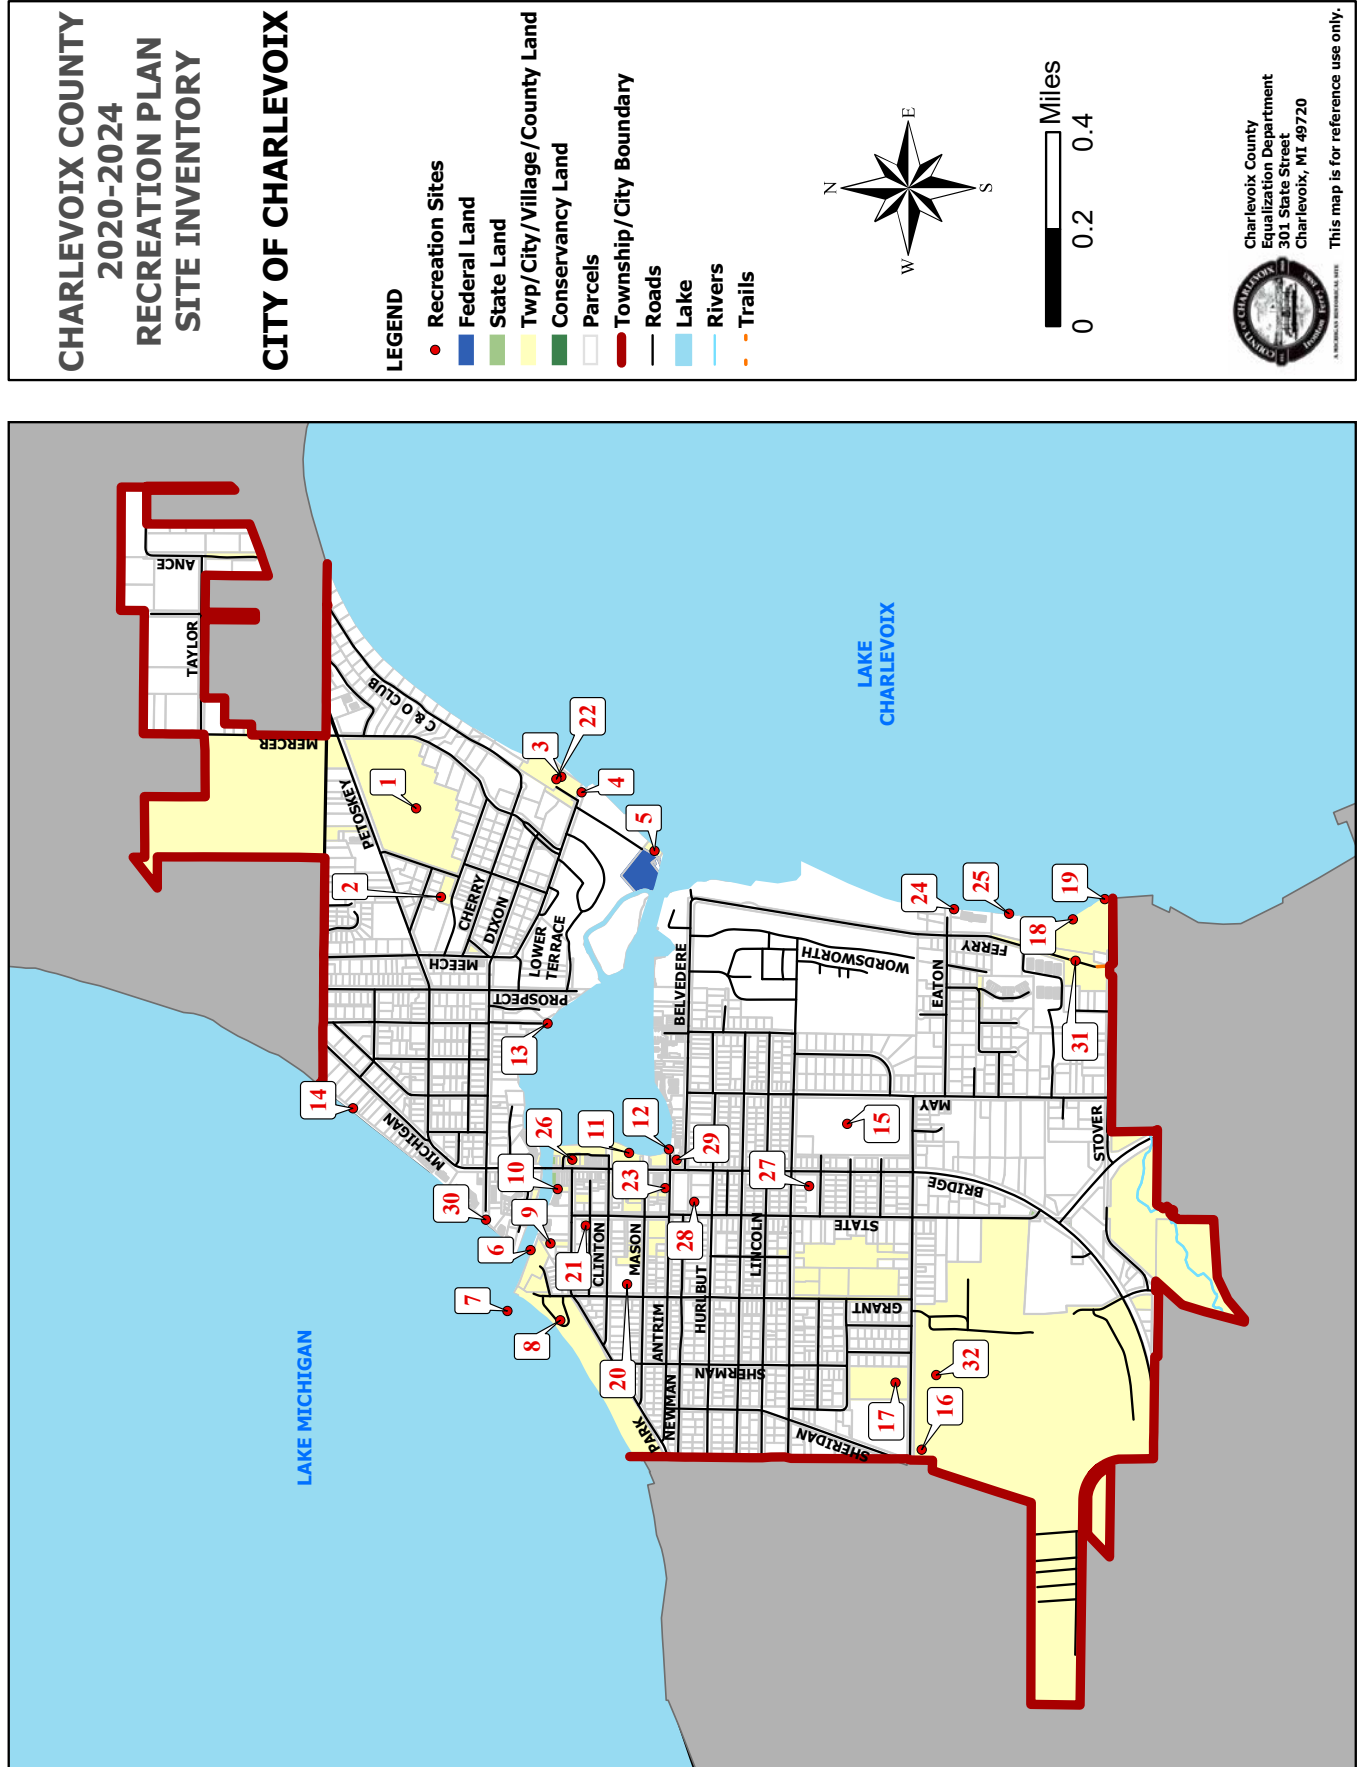 CHARLEVOIX COUNTY
2020-2024
RECREATION PLAN
SITE INVENTORY
CITY OF CHARLEVOIX
LEGEND
Recreation Sites
Federal Land
State Land
Twp/City/Village/County Land
Conservancy Land
Parcels
Township/City Boundary
Roads
Lake
Rivers
Trails
N
W
E
S
0
0.2
0.4
Miles
COUNTY OF CHARLEVOIX
A MICHIGAN HISTORICAL SITE
Charlevoix County
Equalization Department
301 State Street
Charlevoix, MI 49720
This map is for reference use only.
LAKE MICHIGAN
LAKE
CHARLEVOIX
ANCE
TAYLOR
MERCER
C & O CLUB
PETOSKEY
CHERRY
DIXON
LOWER
TERRACE
MEECH
PROSPECT
MICHIGAN
BELVEDERE
WORDSWORTH
EATON
FERRY
MAY
STOVER
BRIDGE
STATE
CLINTON
MASON
ANTRIM
HURLBUT
LINCOLN
GRANT
SHERMAN
NEWMAN
PARK
SHERIDAN
1
2
3
22
4
5
14
13
30
6
7
8
9
10
26
11
12
23
29
21
20
28
27
15
24
25
19
18
31
17
32
16